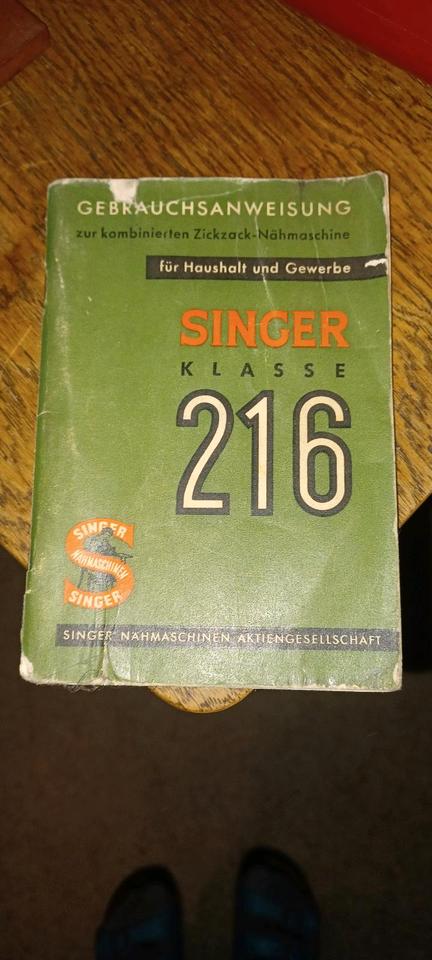 GEBRAUCHSANWEISUNG
zur kombinierten Zickzack-Nähmaschine
für Haushalt und Gewerbe
SINGER
KLASSE
216
SINGER
NÄHMASCHINEN
SINGER
SINGER NÄHMASCHINEN AKTIENGESELLSCHAFT